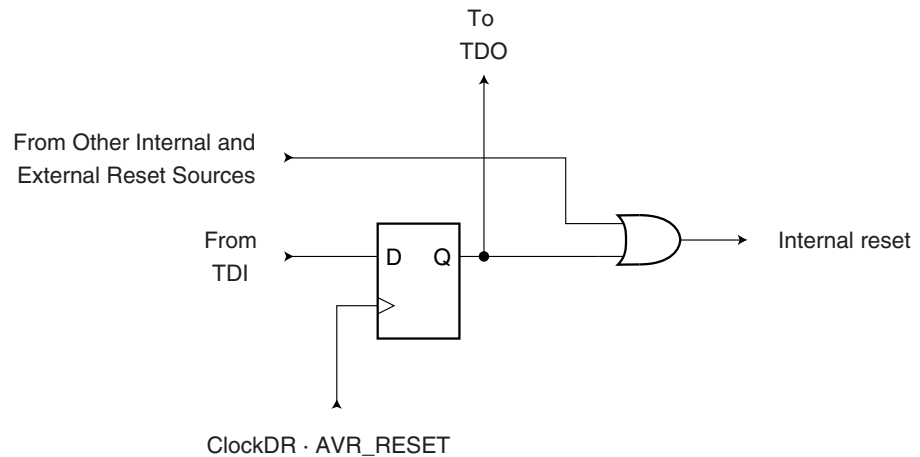 To
TDO
From Other Internal and
External Reset Sources
From
TDI
D
Q
Internal reset
ClockDR · AVR_RESET